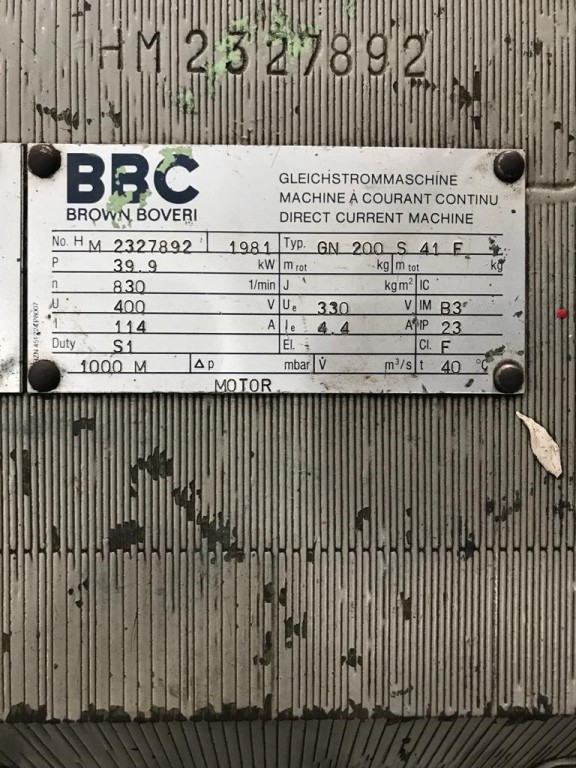 HM2327892
BBC
BROWN BOVERI
GLEICHSTROMMASCHINE
MACHINE À COURANT CONTINU
DIRECT CURRENT MACHINE
No. H M 2327892 1981 Typ. GN 200 S 41 F
P 39.9 kW m rot kg m tot kg
n 830 1/min J kgm² IC
U 400 V Ue 330 V IM B3
I 114 A Ie 4.4 A IP 23
Duty S1 El. Cl. F
1000 M Δp mbar V̇ m³/s t 40 °C
MOTOR